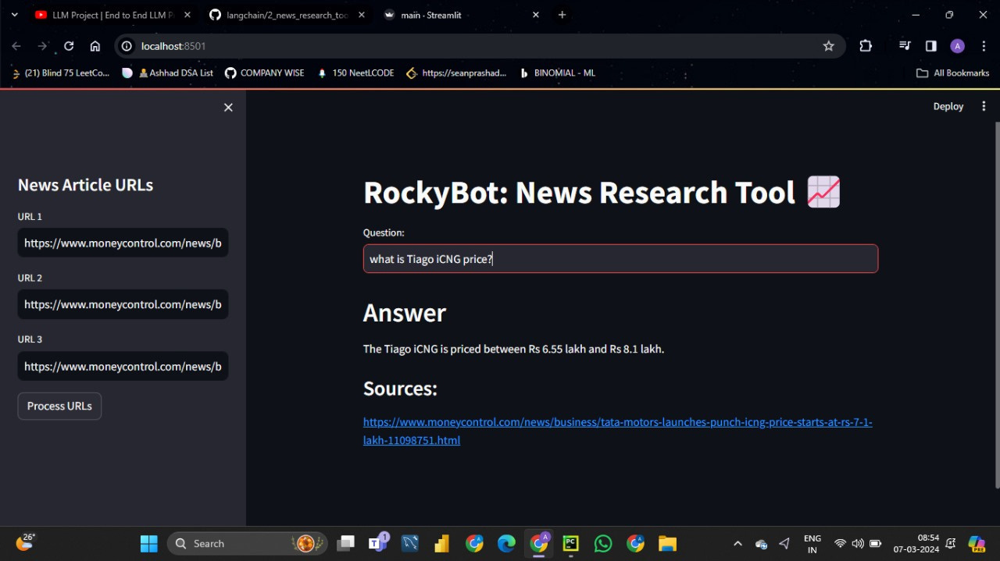 LLM Project | End to End LLM P
langchain/2_news_research_too
main · Streamlit
localhost:8501
(21) Blind 75 LeetCo...
Ashhad DSA List
COMPANY WISE
150 NeetLCODE
https://seanprashad...
BINOMIAL - ML
All Bookmarks
Deploy
News Article URLs
URL 1
https://www.moneycontrol.com/news/b
URL 2
https://www.moneycontrol.com/news/b
URL 3
https://www.moneycontrol.com/news/b
Process URLs
RockyBot: News Research Tool
Question:
what is Tiago iCNG price?
Answer
The Tiago iCNG is priced between Rs 6.55 lakh and Rs 8.1 lakh.
Sources:
https://www.moneycontrol.com/news/business/tata-motors-launches-punch-icng-price-starts-at-rs-7-1-
lakh-11098751.html
26°
Search
1
PC
ENG
IN
08:54
07-03-2024
PRE